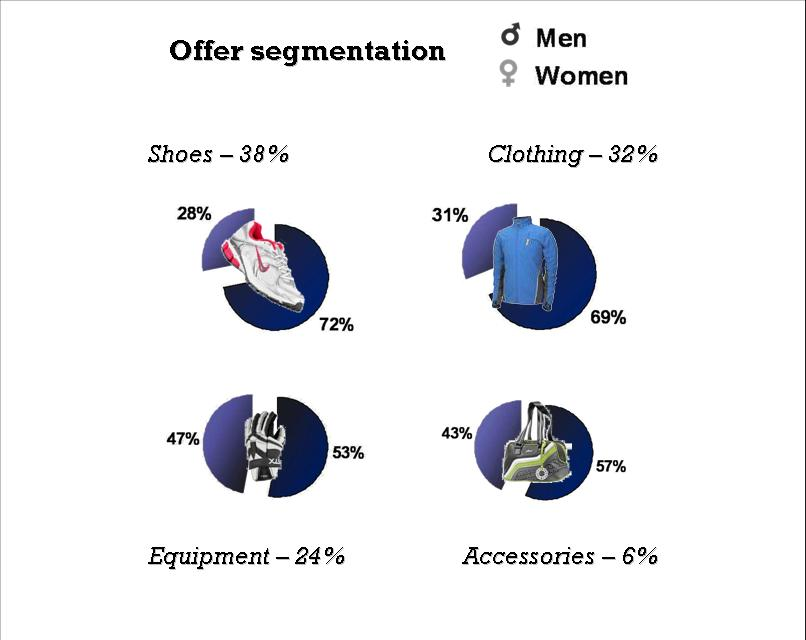 Offer segmentation
♂ Men
♀ Women
Shoes – 38%
Clothing – 32%
28%
72%
31%
69%
47%
53%
43%
57%
Equipment – 24%
Accessories – 6%